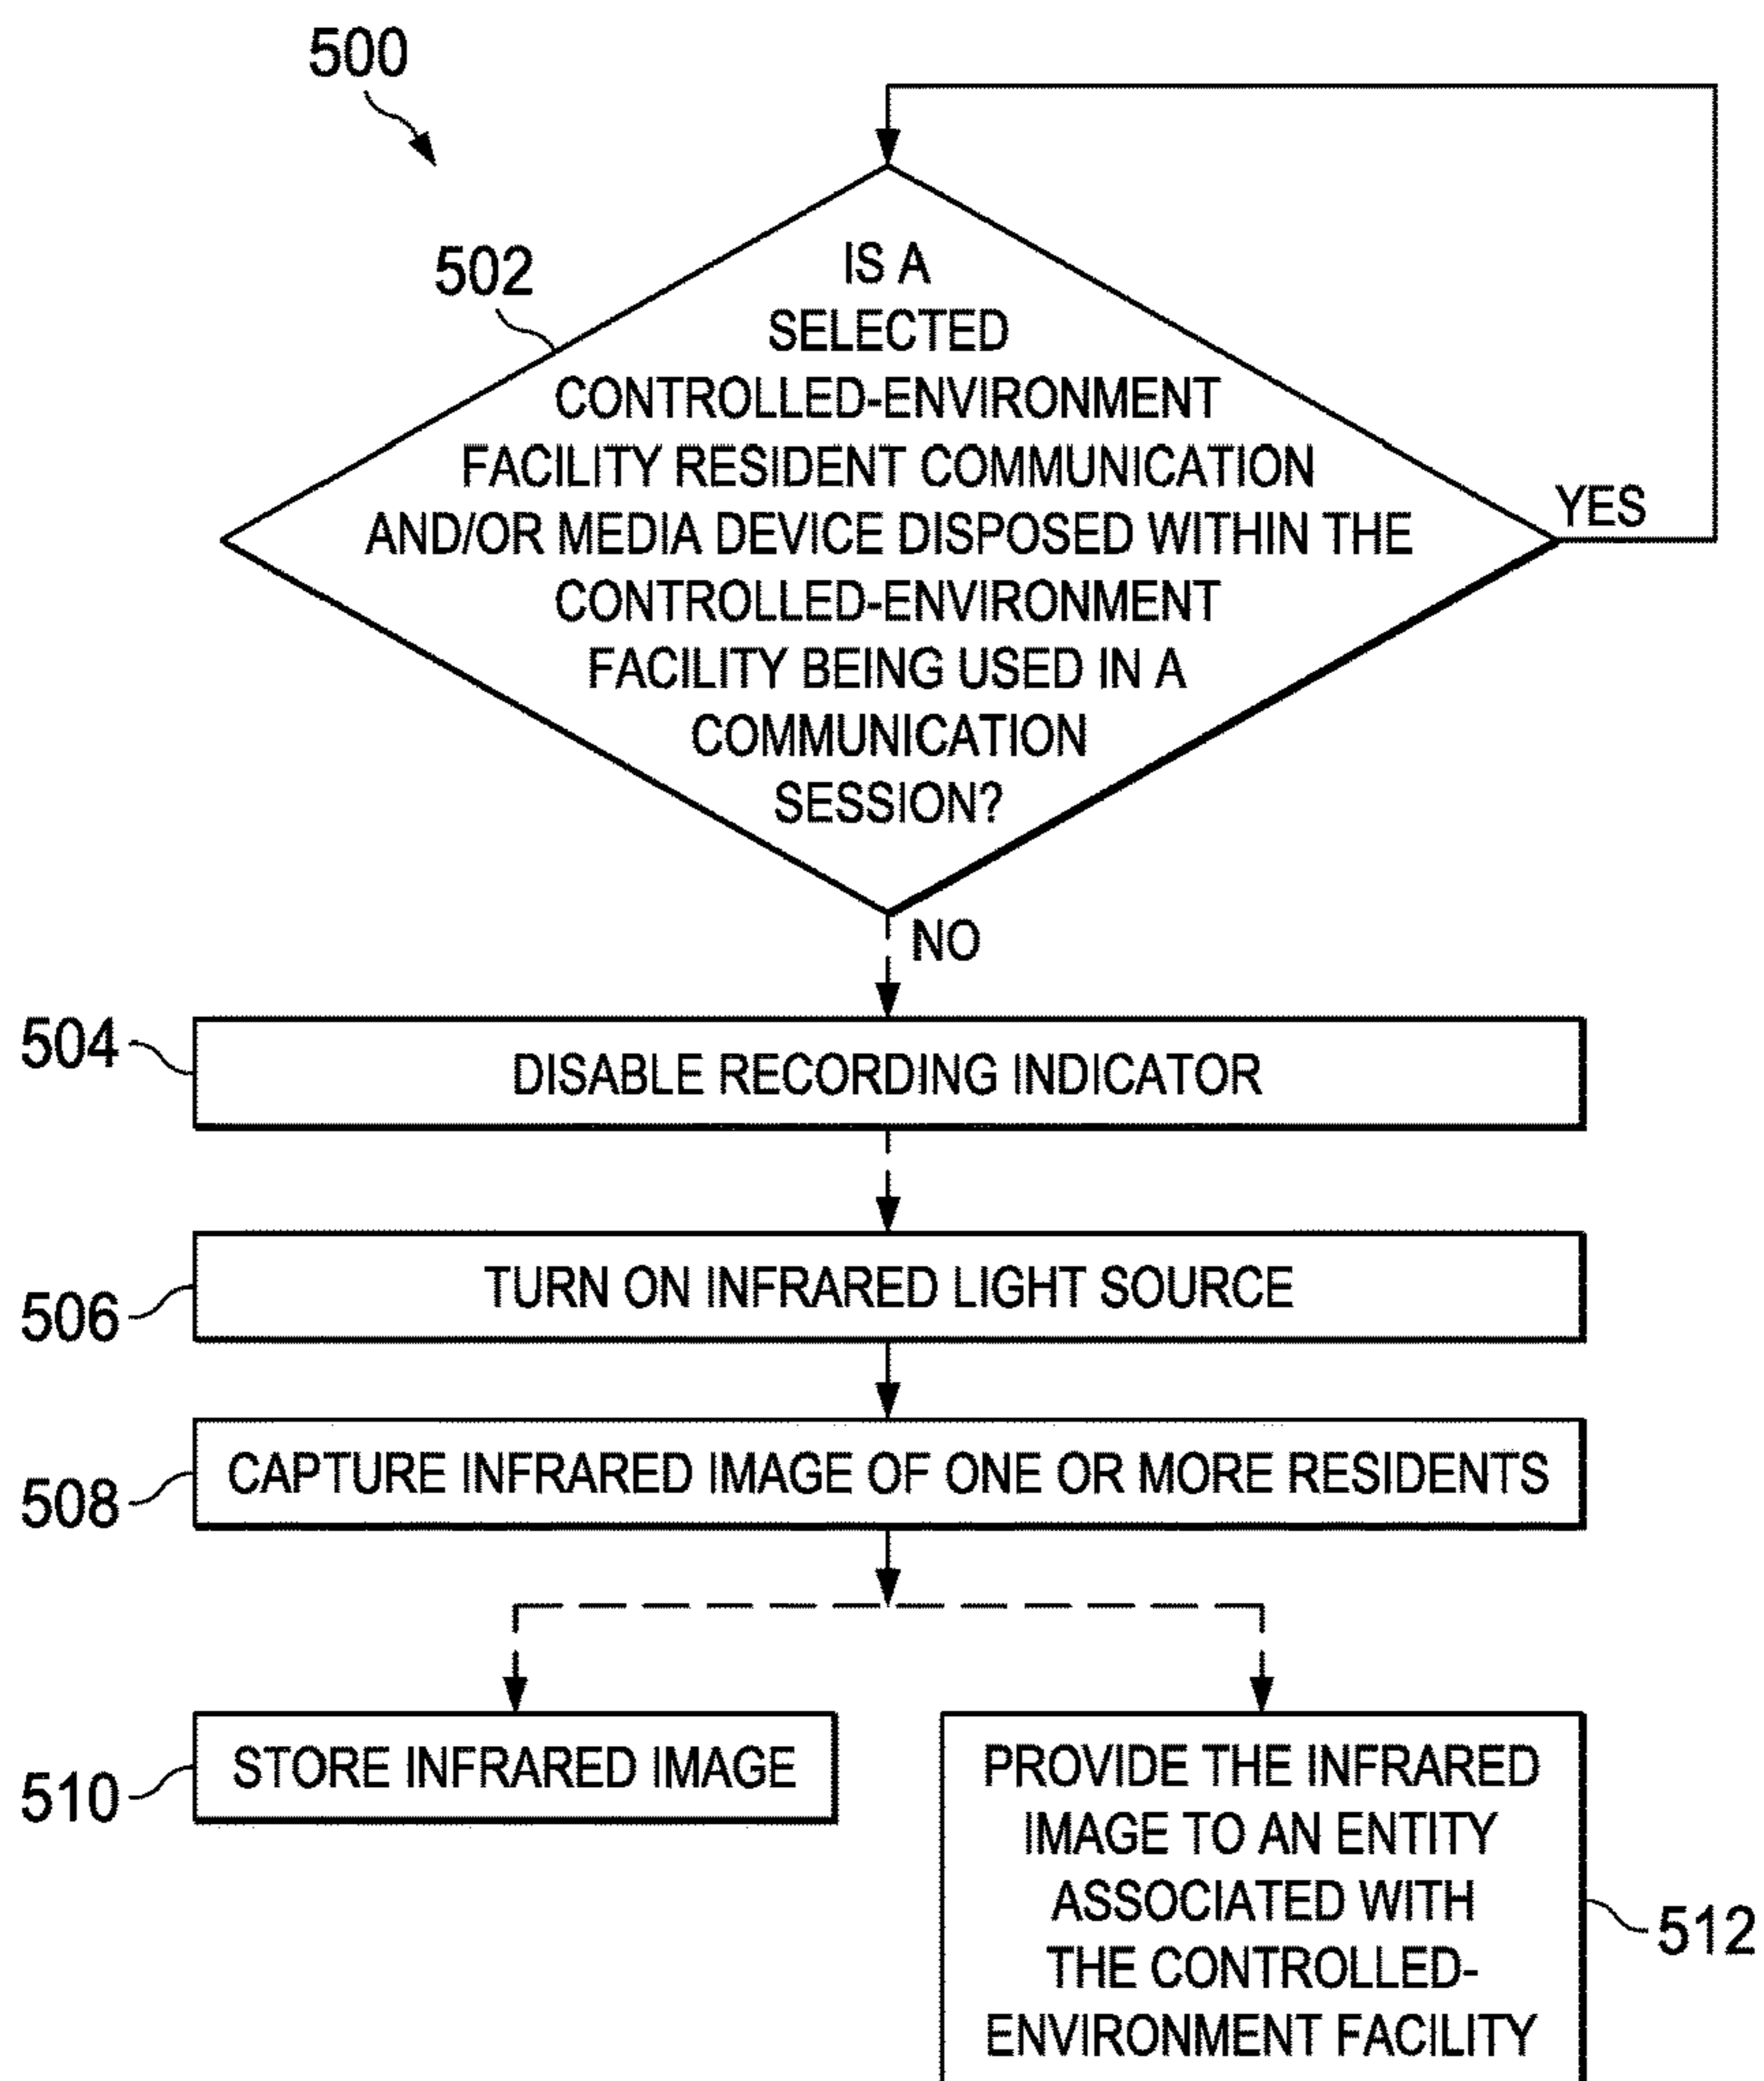 500
502
IS A
SELECTED
CONTROLLED-ENVIRONMENT
FACILITY RESIDENT COMMUNICATION
AND/OR MEDIA DEVICE DISPOSED WITHIN THE
CONTROLLED-ENVIRONMENT
FACILITY BEING USED IN A
COMMUNICATION
SESSION?
YES
NO
504
DISABLE RECORDING INDICATOR
506
TURN ON INFRARED LIGHT SOURCE
508
CAPTURE INFRARED IMAGE OF ONE OR MORE RESIDENTS
510
STORE INFRARED IMAGE
PROVIDE THE INFRARED
IMAGE TO AN ENTITY
ASSOCIATED WITH
THE CONTROLLED-
ENVIRONMENT FACILITY
512